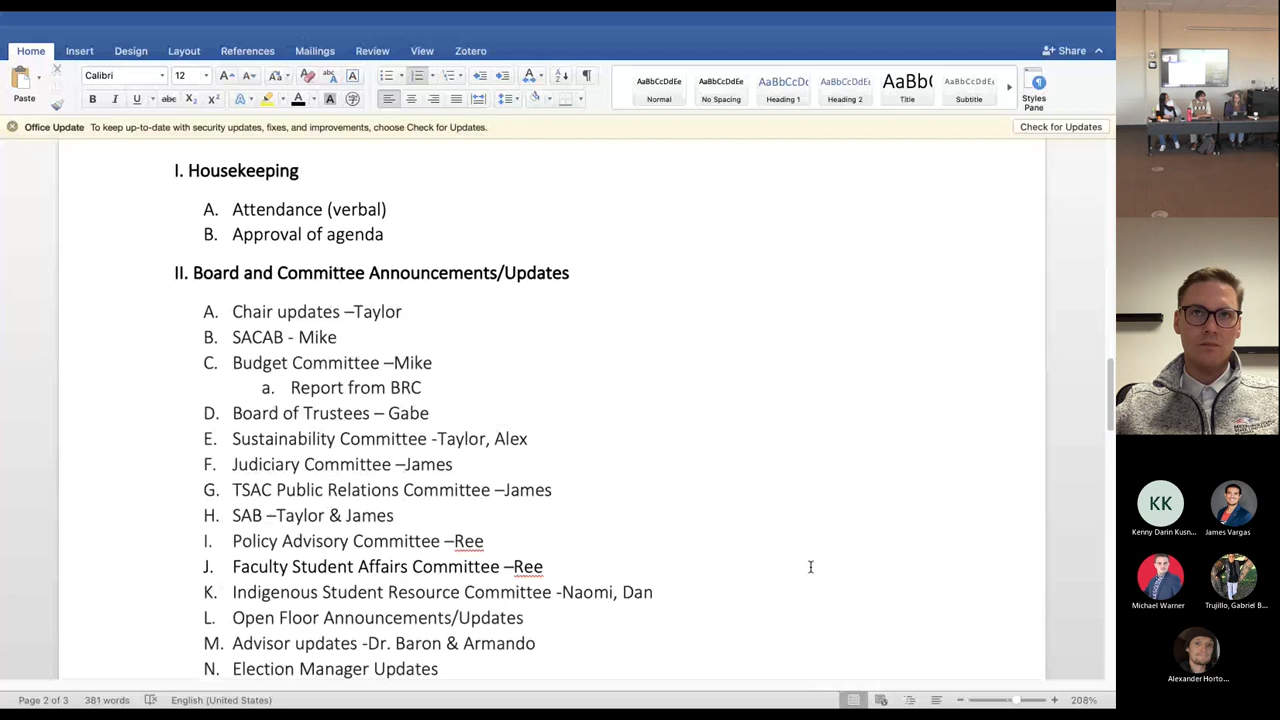 Home Insert Design Layout References Mailings Review View Zotero Share
Paste Calibri 12
AaBbCcDdEe AaBbCcDdEe AaBbCcDc AaBbCcDdEe AaBb( AaBbCcDdEe
Normal No Spacing Heading 1 Heading 2 Title Subtitle Styles Pane
Office Update To keep up-to-date with security updates, fixes, and improvements, choose Check for Updates. Check for Updates
I. Housekeeping
A. Attendance (verbal)
B. Approval of agenda
II. Board and Committee Announcements/Updates
A. Chair updates –Taylor
B. SACAB - Mike
C. Budget Committee –Mike
a. Report from BRC
D. Board of Trustees – Gabe
E. Sustainability Committee -Taylor, Alex
F. Judiciary Committee –James
G. TSAC Public Relations Committee –James
H. SAB –Taylor & James
I. Policy Advisory Committee –Ree
J. Faculty Student Affairs Committee –Ree
K. Indigenous Student Resource Committee -Naomi, Dan
L. Open Floor Announcements/Updates
M. Advisor updates -Dr. Baron & Armando
N. Election Manager Updates
Page 2 of 3 381 words English (United States) 208%
KK
Kenny Darin Kusn... James Vargas
Michael Warner Trujillo, Gabriel B...
Alexander Horto...